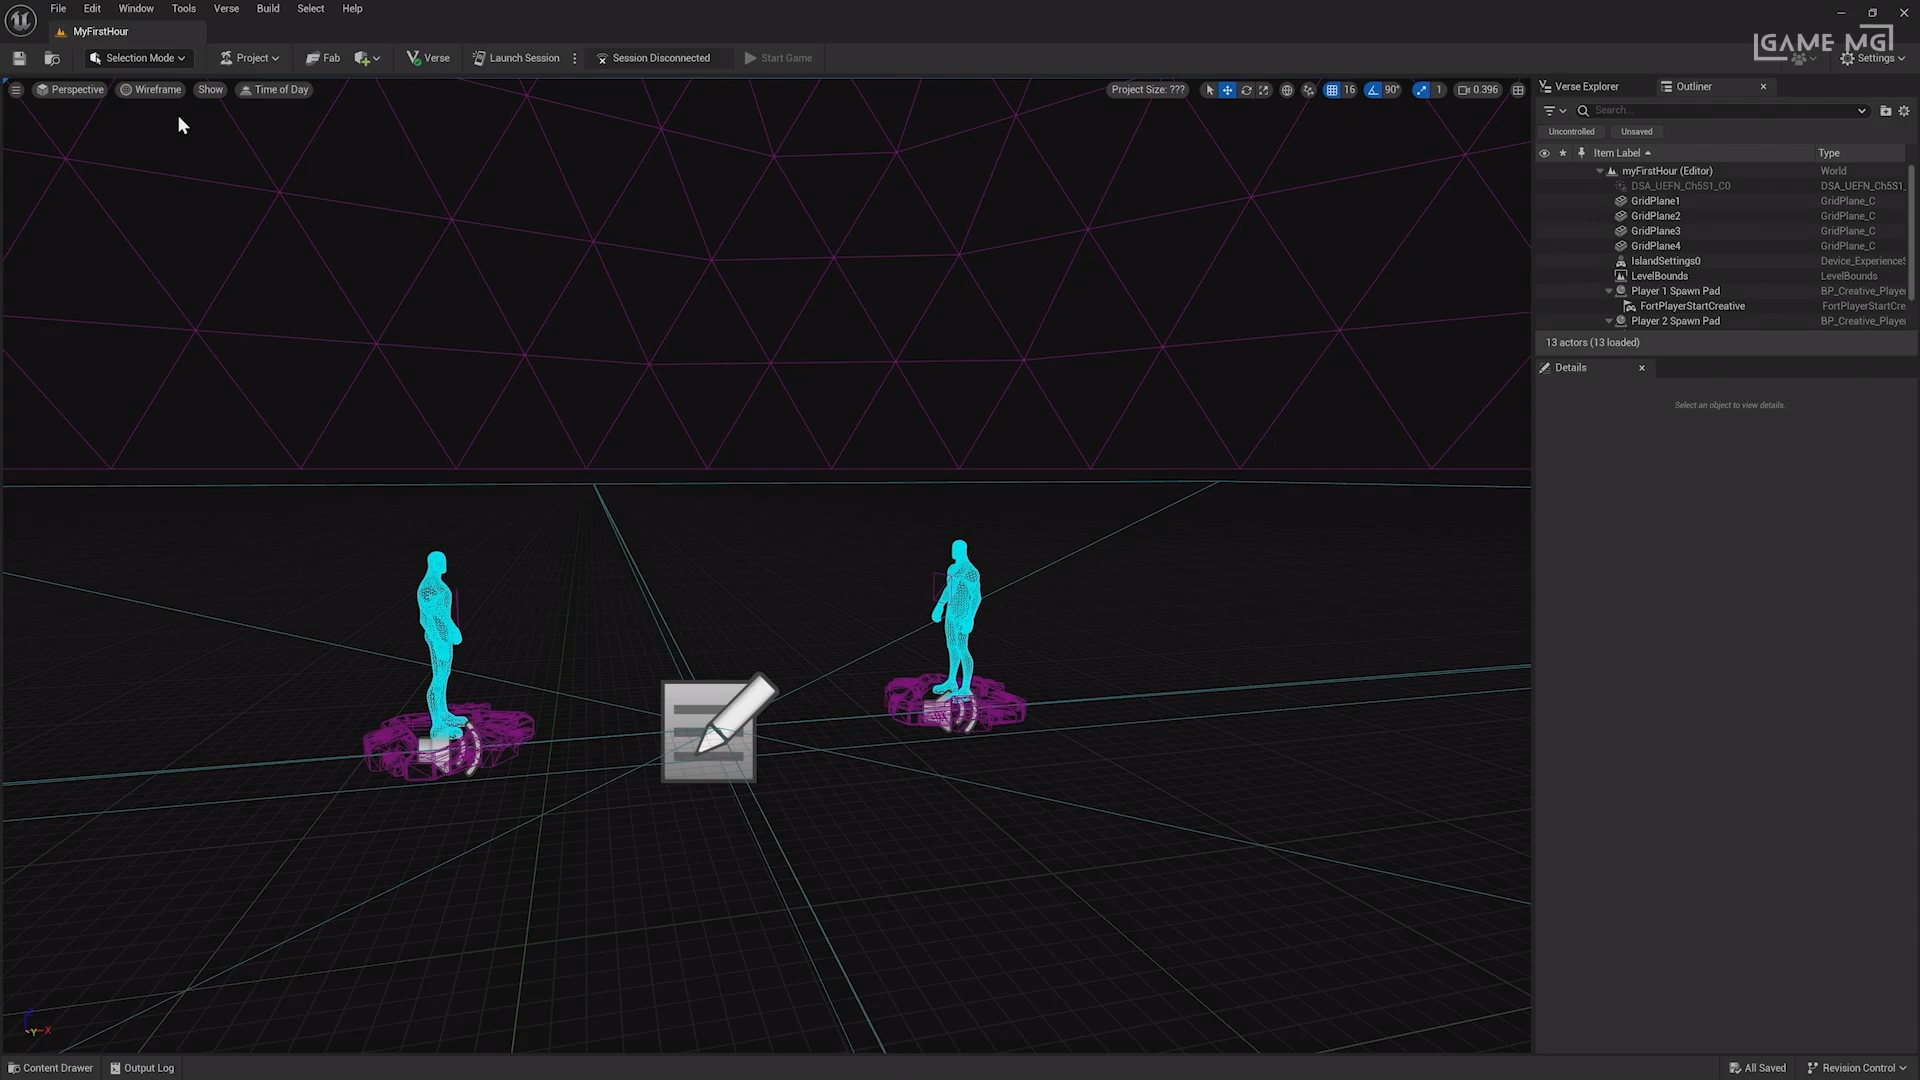 File Edit Window Tools Verse Build Select Help
MyFirstHour
GAME MG
Selection Mode Project Fab Verse Launch Session Session Disconnected Start Game Settings
Perspective Wireframe Show Time of Day Project Size: ??? 16 90° 1 0.396
Verse Explorer Outliner
Search...
Uncontrolled Unsaved
Item Label Type
myFirstHour (Editor) World
DSA_UEFN_Ch5S1_C0 DSA_UEFN_Ch5S1_
GridPlane1 GridPlane_C
GridPlane2 GridPlane_C
GridPlane3 GridPlane_C
GridPlane4 GridPlane_C
IslandSettings0 Device_Experience
LevelBounds LevelBounds
Player 1 Spawn Pad BP_Creative_Player
FortPlayerStartCreative FortPlayerStartCre
Player 2 Spawn Pad BP_Creative_Player
13 actors (13 loaded)
Details
Select an object to view details.
Z
Y X
Content Drawer Output Log All Saved Revision Control